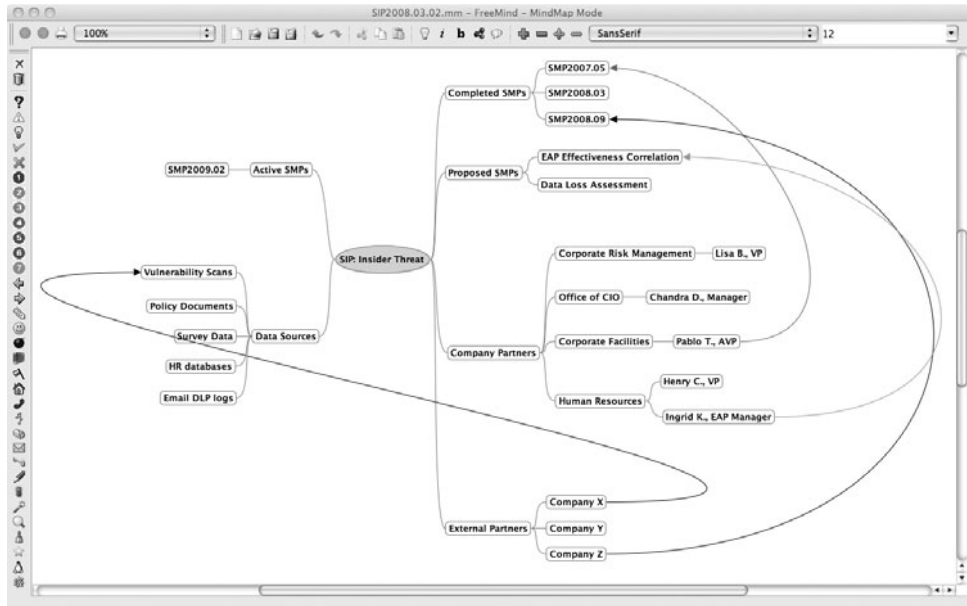 SIP2008.03.02.mm – FreeMind – MindMap Mode
100%
i b
SansSerif
12
SMP2007.05
Completed SMPs
SMP2008.03
SMP2008.09
SMP2009.02
Active SMPs
EAP Effectiveness Correlation
Proposed SMPs
Data Loss Assessment
SIP: Insider Threat
Corporate Risk Management
Lisa B., VP
Vulnerability Scans
Office of CIO
Chandra D., Manager
Policy Documents
Survey Data
Data Sources
Corporate Facilities
Pablo T., AVP
Company Partners
HR databases
Henry C., VP
Email DLP logs
Human Resources
Ingrid K., EAP Manager
Company X
External Partners
Company Y
Company Z